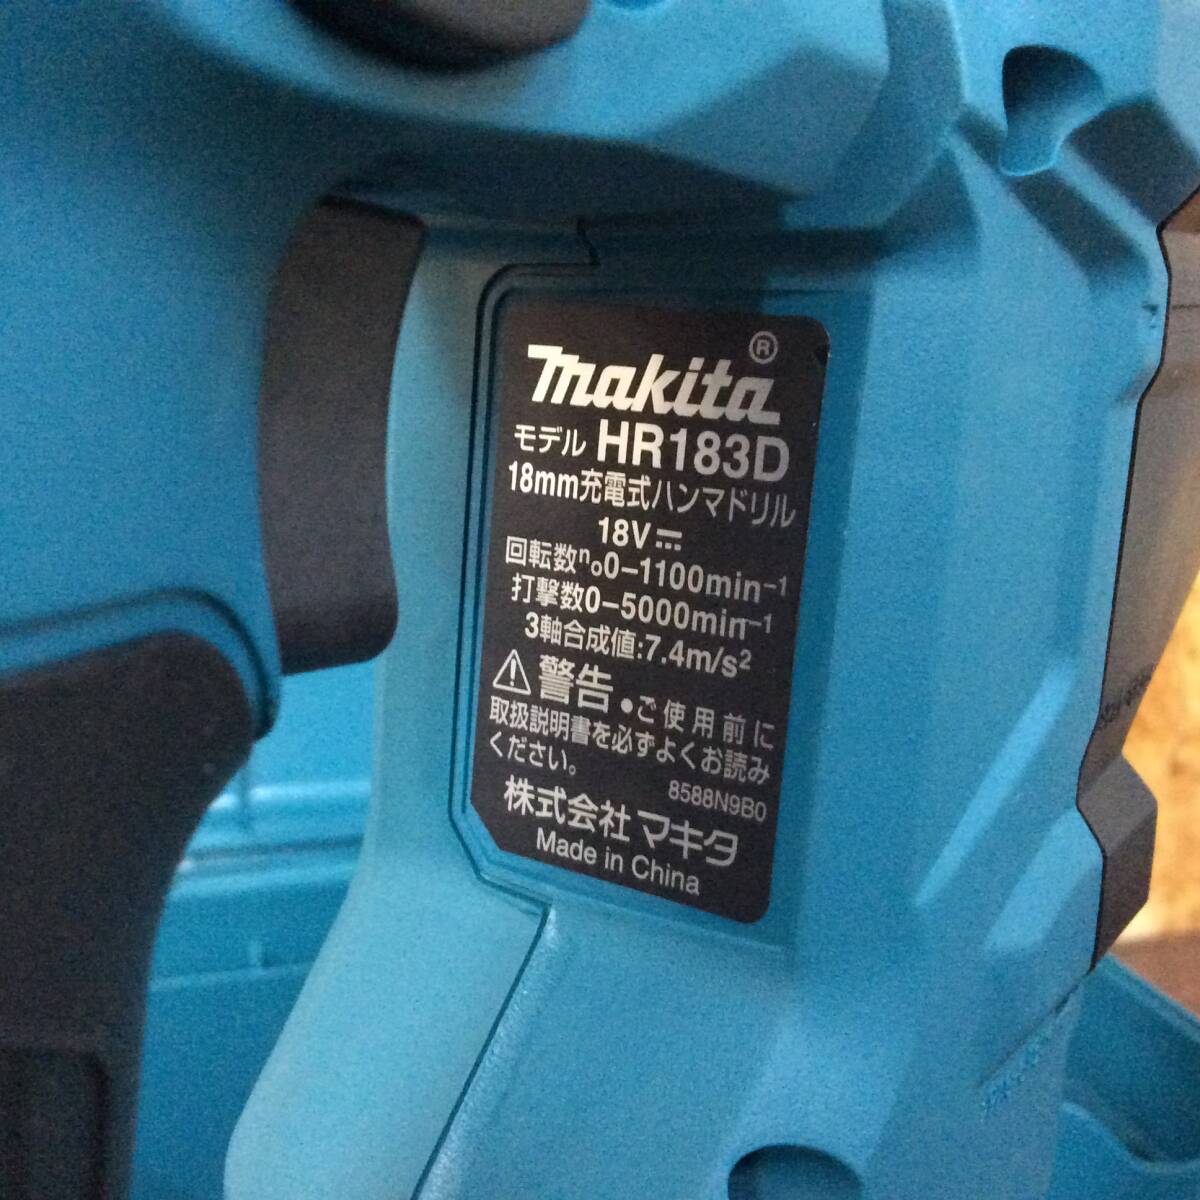 makita®
モデル HR183D
18mm充電式ハンマドリル
18V⎓
回転数n₀0-1100min⁻¹
打撃数0-5000min⁻¹
3軸合成値:7.4m/s²
⚠警告 ●ご使用前に
取扱説明書を必ずよくお読み
ください。
8588N9B0
株式会社マキタ
Made in China